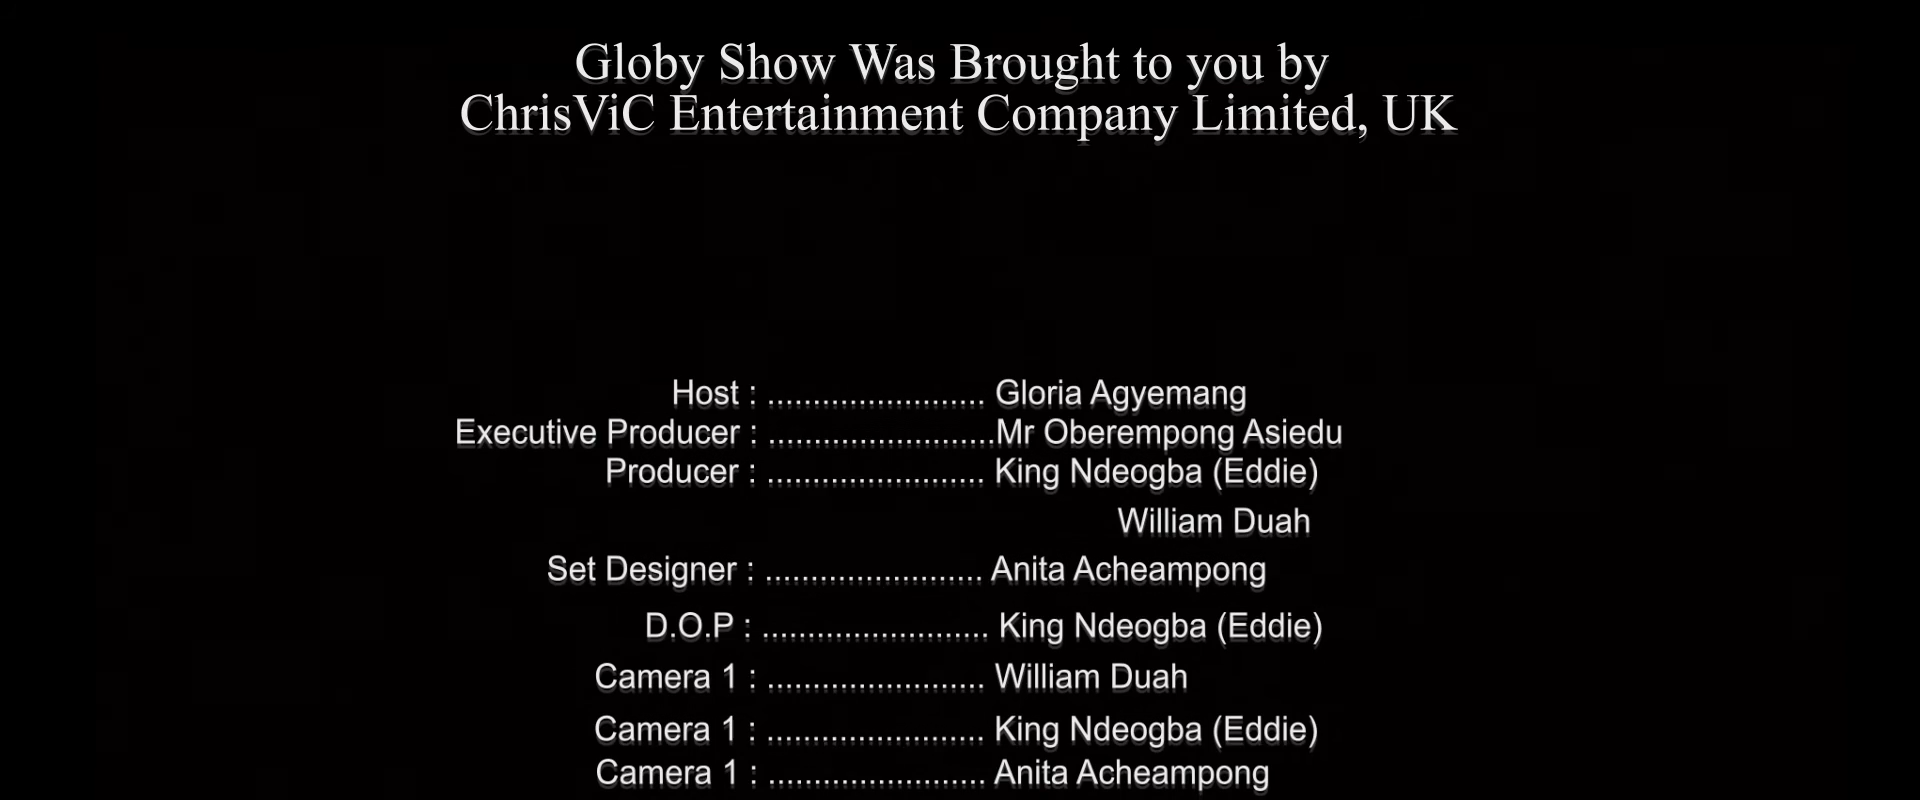 Globy Show Was Brought to you by
ChrisViC Entertainment Company Limited, UK
Host : ........................ Gloria Agyemang
Executive Producer : .........................Mr Oberempong Asiedu
Producer : ........................ King Ndeogba (Eddie)
William Duah
Set Designer : ........................ Anita Acheampong
D.O.P : ......................... King Ndeogba (Eddie)
Camera 1 : ........................ William Duah
Camera 1 : ........................ King Ndeogba (Eddie)
Camera 1 : ........................ Anita Acheampong